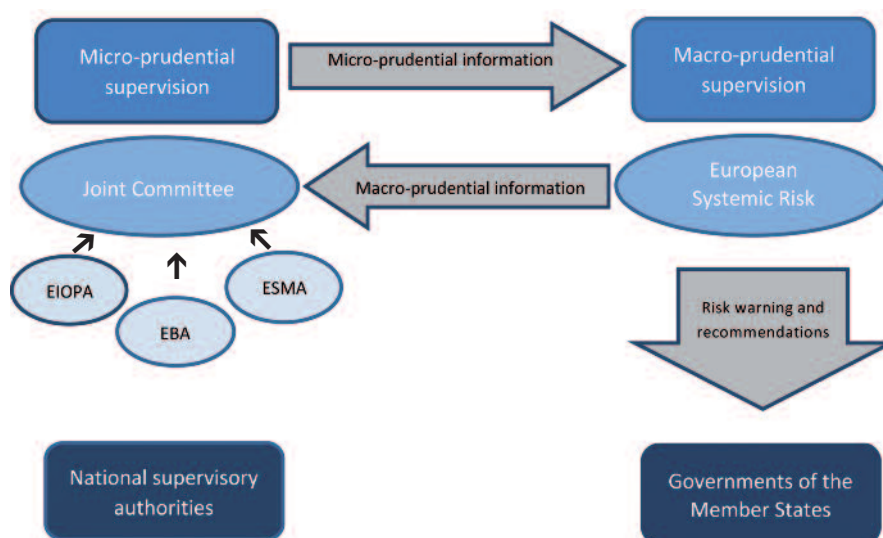 Micro-prudential
supervision
Micro-prudential information
Macro-prudential
supervision
Joint Committee
Macro-prudential information
European
Systemic Risk
EIOPA
EBA
ESMA
Risk warning and
recommendations
National supervisory
authorities
Governments of the
Member States